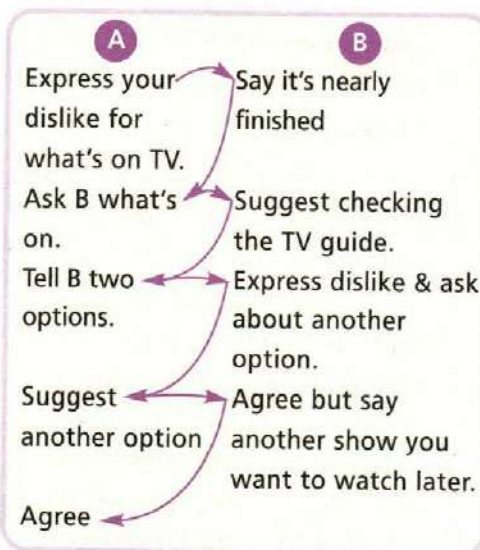 A
B
Express your
dislike for
what's on TV.
Say it's nearly
finished
Ask B what's
on.
Suggest checking
the TV guide.
Tell B two
options.
Express dislike & ask
about another
option.
Suggest
another option
Agree but say
another show you
want to watch later.
Agree